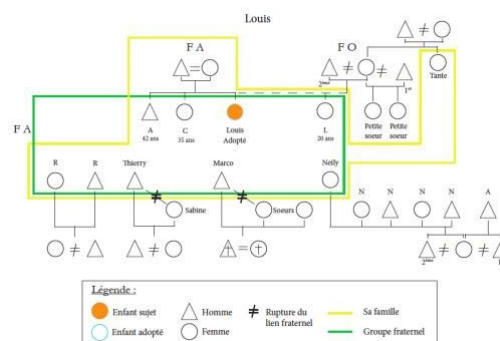 Louis
F A
F O
2ème
1er
Tante
Petite soeur
Petite soeur
F A
A
42 ans
C
35 ans
Louis
Adopté
L
20 ans
R
R
Thierry
Marco
Nelly
Sabine
Soeurs
N
N
N
N
A
2ème
Légende :
Enfant sujet
Homme
Rupture du
lien fraternel
Sa famille
Enfant adopté
Femme
Groupe fraternel